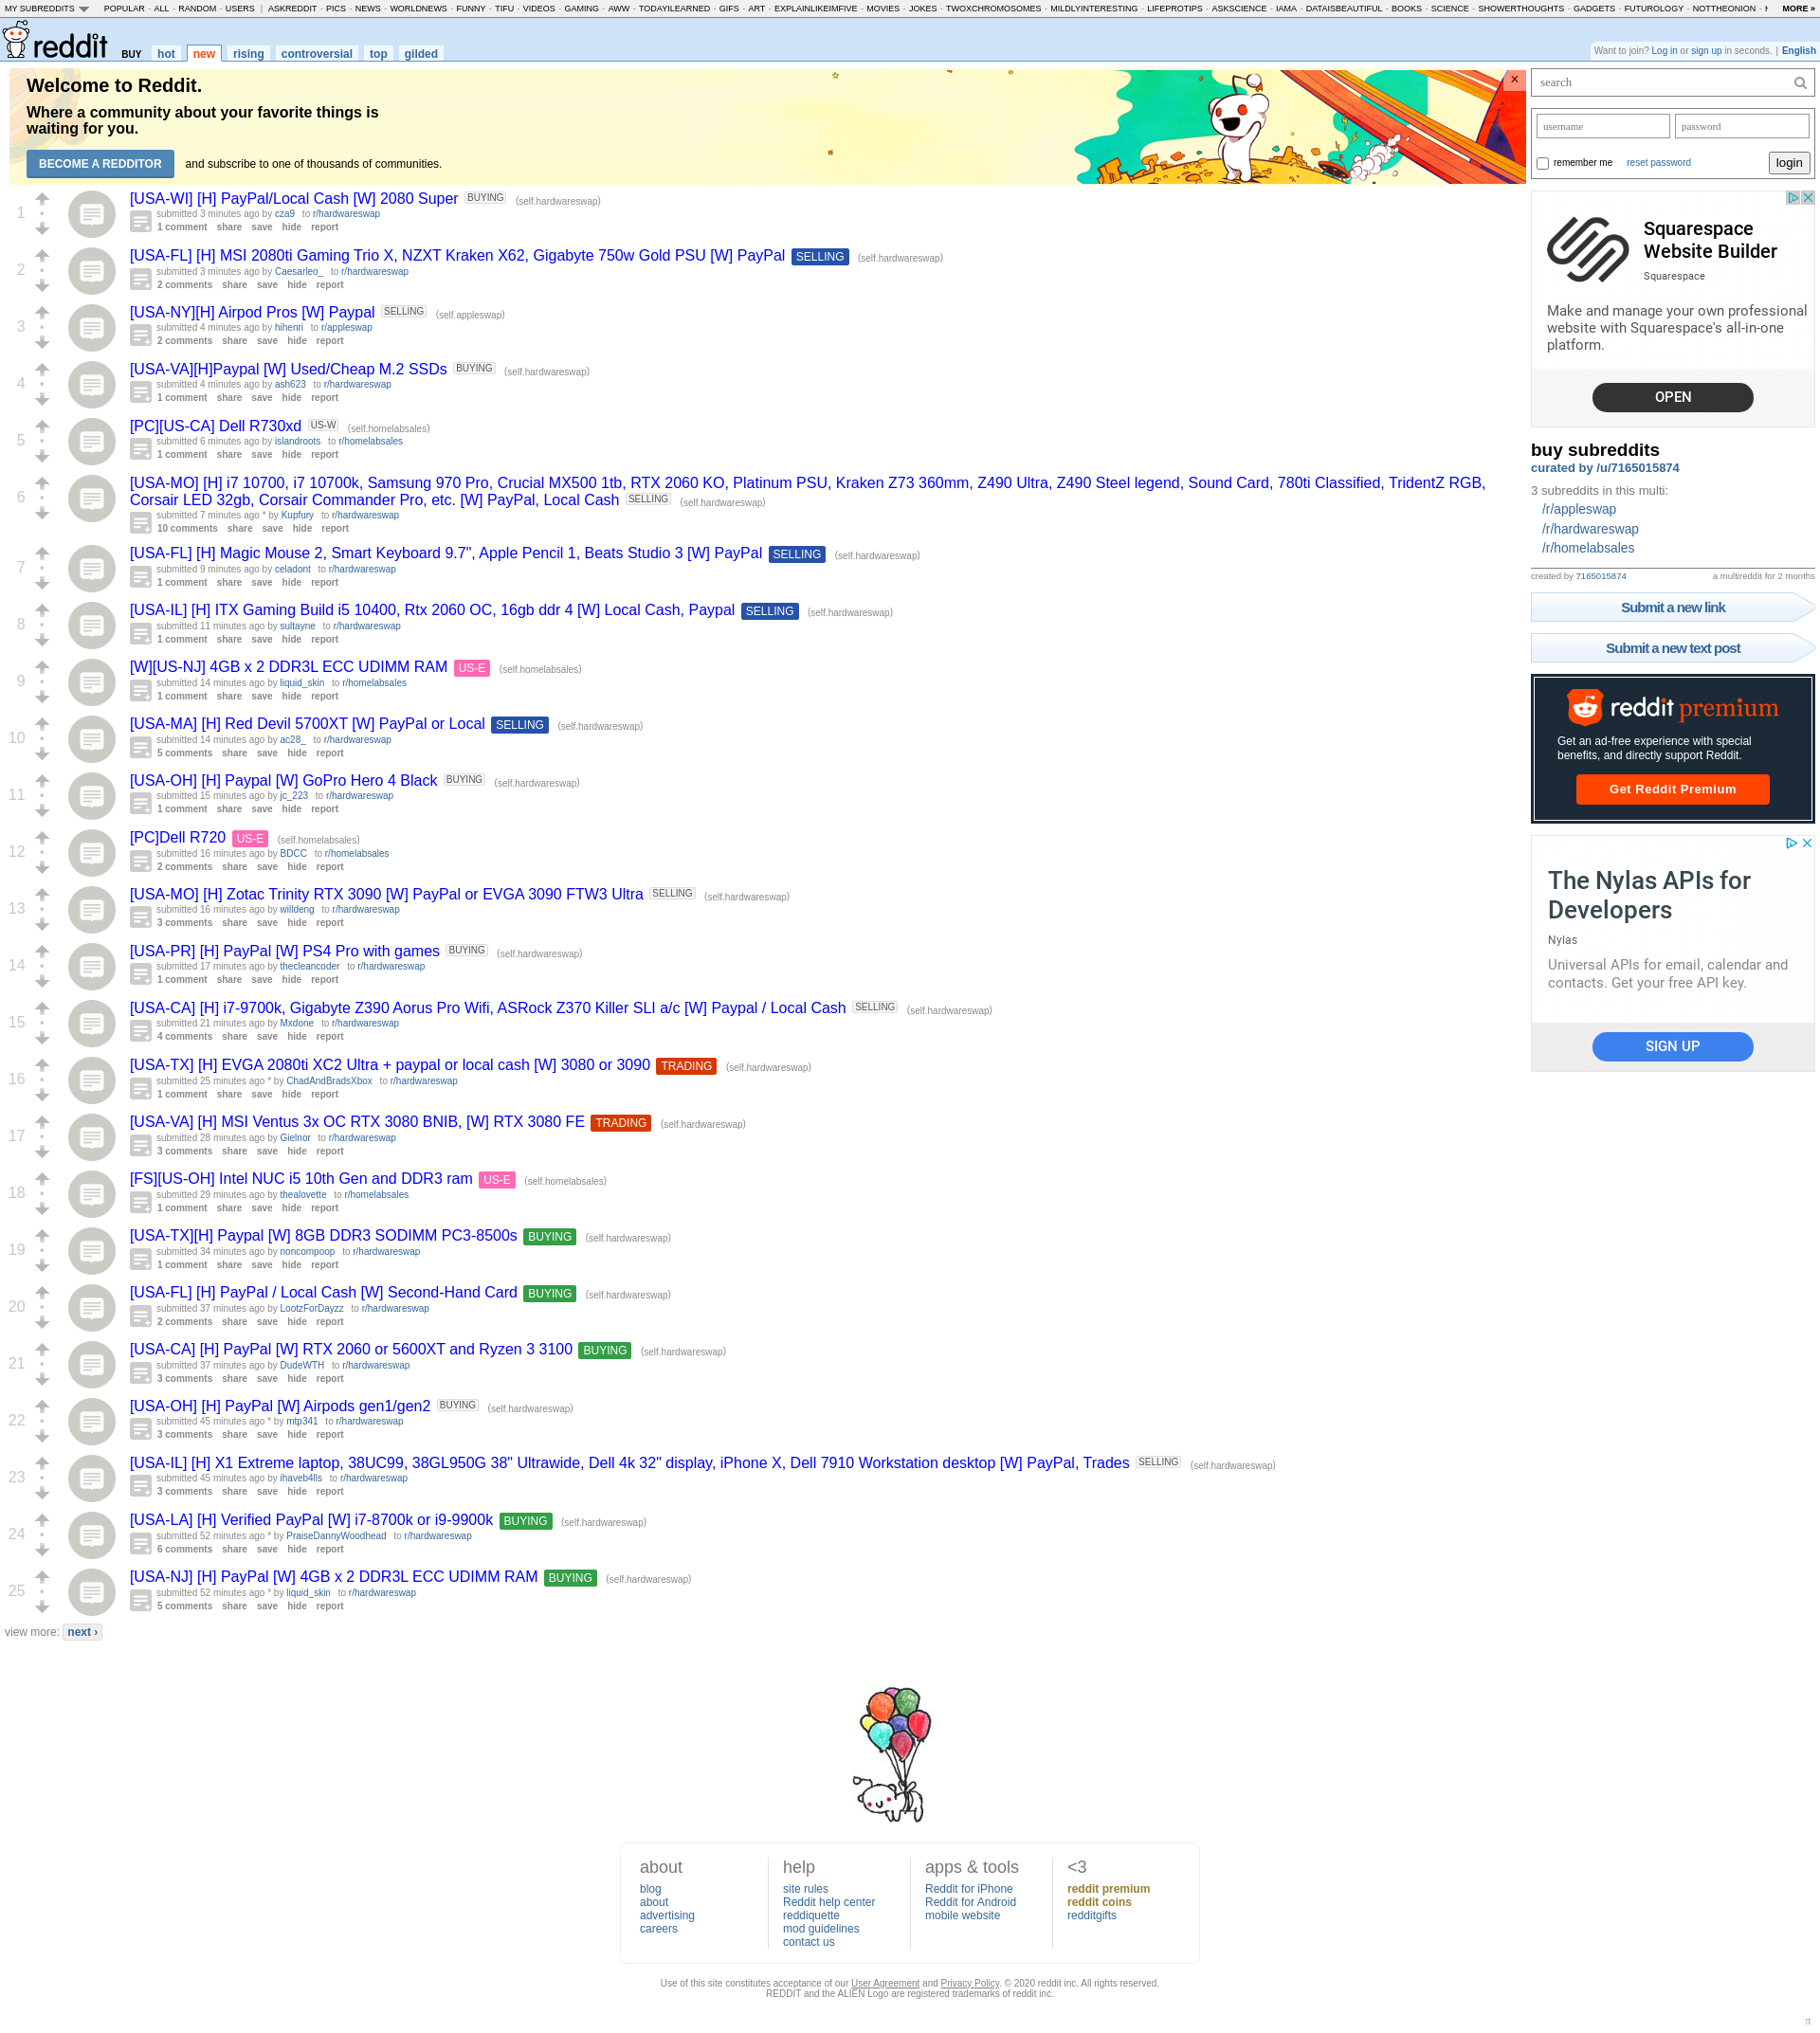 MY SUBREDDITS POPULAR - ALL - RANDOM - USERS | ASKREDDIT - PICS - NEWS - WORLDNEWS - FUNNY - TIFU - VIDEOS - GAMING - AWW - TODAYILEARNED - GIFS - ART - EXPLAINLIKEIMFIVE - MOVIES - JOKES - TWOXCHROMOSOMES - MILDLYINTERESTING - LIFEPROTIPS - ASKSCIENCE - IAMA - DATAISBEAUTIFUL - BOOKS - SCIENCE - SHOWERTHOUGHTS - GADGETS - FUTUROLOGY - NOTTHEONION - MORE »
reddit BUY hot new rising controversial top gilded
Want to join? Log in or sign up in seconds. | English
Welcome to Reddit.
Where a community about your favorite things is
waiting for you.
BECOME A REDDITOR and subscribe to one of thousands of communities.
×
1
[USA-WI] [H] PayPal/Local Cash [W] 2080 Super BUYING (self.hardwareswap)
submitted 3 minutes ago by cza9 to r/hardwareswap
1 comment share save hide report
2
[USA-FL] [H] MSI 2080ti Gaming Trio X, NZXT Kraken X62, Gigabyte 750w Gold PSU [W] PayPal SELLING (self.hardwareswap)
submitted 3 minutes ago by Caesarleo_ to r/hardwareswap
2 comments share save hide report
3
[USA-NY][H] Airpod Pros [W] Paypal SELLING (self.appleswap)
submitted 4 minutes ago by hihenri to r/appleswap
2 comments share save hide report
4
[USA-VA][H]Paypal [W] Used/Cheap M.2 SSDs BUYING (self.hardwareswap)
submitted 4 minutes ago by ash623 to r/hardwareswap
1 comment share save hide report
5
[PC][US-CA] Dell R730xd US-W (self.homelabsales)
submitted 6 minutes ago by islandroots to r/homelabsales
1 comment share save hide report
6
[USA-MO] [H] i7 10700, i7 10700k, Samsung 970 Pro, Crucial MX500 1tb, RTX 2060 KO, Platinum PSU, Kraken Z73 360mm, Z490 Ultra, Z490 Steel legend, Sound Card, 780ti Classified, TridentZ RGB,
Corsair LED 32gb, Corsair Commander Pro, etc. [W] PayPal, Local Cash SELLING (self.hardwareswap)
submitted 7 minutes ago * by Kupfury to r/hardwareswap
10 comments share save hide report
7
[USA-FL] [H] Magic Mouse 2, Smart Keyboard 9.7", Apple Pencil 1, Beats Studio 3 [W] PayPal SELLING (self.hardwareswap)
submitted 9 minutes ago by celadont to r/hardwareswap
1 comment share save hide report
8
[USA-IL] [H] ITX Gaming Build i5 10400, Rtx 2060 OC, 16gb ddr 4 [W] Local Cash, Paypal SELLING (self.hardwareswap)
submitted 11 minutes ago by sultayne to r/hardwareswap
1 comment share save hide report
9
[W][US-NJ] 4GB x 2 DDR3L ECC UDIMM RAM US-E (self.homelabsales)
submitted 14 minutes ago by liquid_skin to r/homelabsales
1 comment share save hide report
10
[USA-MA] [H] Red Devil 5700XT [W] PayPal or Local SELLING (self.hardwareswap)
submitted 14 minutes ago by ac28_ to r/hardwareswap
5 comments share save hide report
11
[USA-OH] [H] Paypal [W] GoPro Hero 4 Black BUYING (self.hardwareswap)
submitted 15 minutes ago by jc_223 to r/hardwareswap
1 comment share save hide report
12
[PC]Dell R720 US-E (self.homelabsales)
submitted 16 minutes ago by BDCC to r/homelabsales
2 comments share save hide report
13
[USA-MO] [H] Zotac Trinity RTX 3090 [W] PayPal or EVGA 3090 FTW3 Ultra SELLING (self.hardwareswap)
submitted 16 minutes ago by willdeng to r/hardwareswap
3 comments share save hide report
14
[USA-PR] [H] PayPal [W] PS4 Pro with games BUYING (self.hardwareswap)
submitted 17 minutes ago by thecleancoder to r/hardwareswap
1 comment share save hide report
15
[USA-CA] [H] i7-9700k, Gigabyte Z390 Aorus Pro Wifi, ASRock Z370 Killer SLI a/c [W] Paypal / Local Cash SELLING (self.hardwareswap)
submitted 21 minutes ago by Mxdone to r/hardwareswap
4 comments share save hide report
16
[USA-TX] [H] EVGA 2080ti XC2 Ultra + paypal or local cash [W] 3080 or 3090 TRADING (self.hardwareswap)
submitted 25 minutes ago * by ChadAndBradsXbox to r/hardwareswap
1 comment share save hide report
17
[USA-VA] [H] MSI Ventus 3x OC RTX 3080 BNIB, [W] RTX 3080 FE TRADING (self.hardwareswap)
submitted 28 minutes ago by Gielnor to r/hardwareswap
3 comments share save hide report
18
[FS][US-OH] Intel NUC i5 10th Gen and DDR3 ram US-E (self.homelabsales)
submitted 29 minutes ago by thealovette to r/homelabsales
1 comment share save hide report
19
[USA-TX][H] Paypal [W] 8GB DDR3 SODIMM PC3-8500s BUYING (self.hardwareswap)
submitted 34 minutes ago by noncompoop to r/hardwareswap
1 comment share save hide report
20
[USA-FL] [H] PayPal / Local Cash [W] Second-Hand Card BUYING (self.hardwareswap)
submitted 37 minutes ago by LootzForDayzz to r/hardwareswap
2 comments share save hide report
21
[USA-CA] [H] PayPal [W] RTX 2060 or 5600XT and Ryzen 3 3100 BUYING (self.hardwareswap)
submitted 37 minutes ago by DudeWTH to r/hardwareswap
3 comments share save hide report
22
[USA-OH] [H] PayPal [W] Airpods gen1/gen2 BUYING (self.hardwareswap)
submitted 45 minutes ago * by mtp341 to r/hardwareswap
3 comments share save hide report
23
[USA-IL] [H] X1 Extreme laptop, 38UC99, 38GL950G 38" Ultrawide, Dell 4k 32" display, iPhone X, Dell 7910 Workstation desktop [W] PayPal, Trades SELLING (self.hardwareswap)
submitted 45 minutes ago by ihaveb4lls to r/hardwareswap
3 comments share save hide report
24
[USA-LA] [H] Verified PayPal [W] i7-8700k or i9-9900k BUYING (self.hardwareswap)
submitted 52 minutes ago * by PraiseDannyWoodhead to r/hardwareswap
6 comments share save hide report
25
[USA-NJ] [H] PayPal [W] 4GB x 2 DDR3L ECC UDIMM RAM BUYING (self.hardwareswap)
submitted 52 minutes ago * by liquid_skin to r/hardwareswap
5 comments share save hide report
view more: next ›
search
username password
remember me reset password login
Squarespace
Website Builder
Squarespace
Make and manage your own professional
website with Squarespace's all-in-one
platform.
OPEN
buy subreddits
curated by /u/7165015874
3 subreddits in this multi:
/r/appleswap
/r/hardwareswap
/r/homelabsales
created by 7165015874 a multireddit for 2 months
Submit a new link
Submit a new text post
reddit premium
Get an ad-free experience with special
benefits, and directly support Reddit.
Get Reddit Premium
The Nylas APIs for
Developers
Nylas
Universal APIs for email, calendar and
contacts. Get your free API key.
SIGN UP
about
blog
about
advertising
careers
help
site rules
Reddit help center
reddiquette
mod guidelines
contact us
apps & tools
Reddit for iPhone
Reddit for Android
mobile website
<3
reddit premium
reddit coins
redditgifts
Use of this site constitutes acceptance of our User Agreement and Privacy Policy. © 2020 reddit inc. All rights reserved.
REDDIT and the ALIEN Logo are registered trademarks of reddit inc.
π